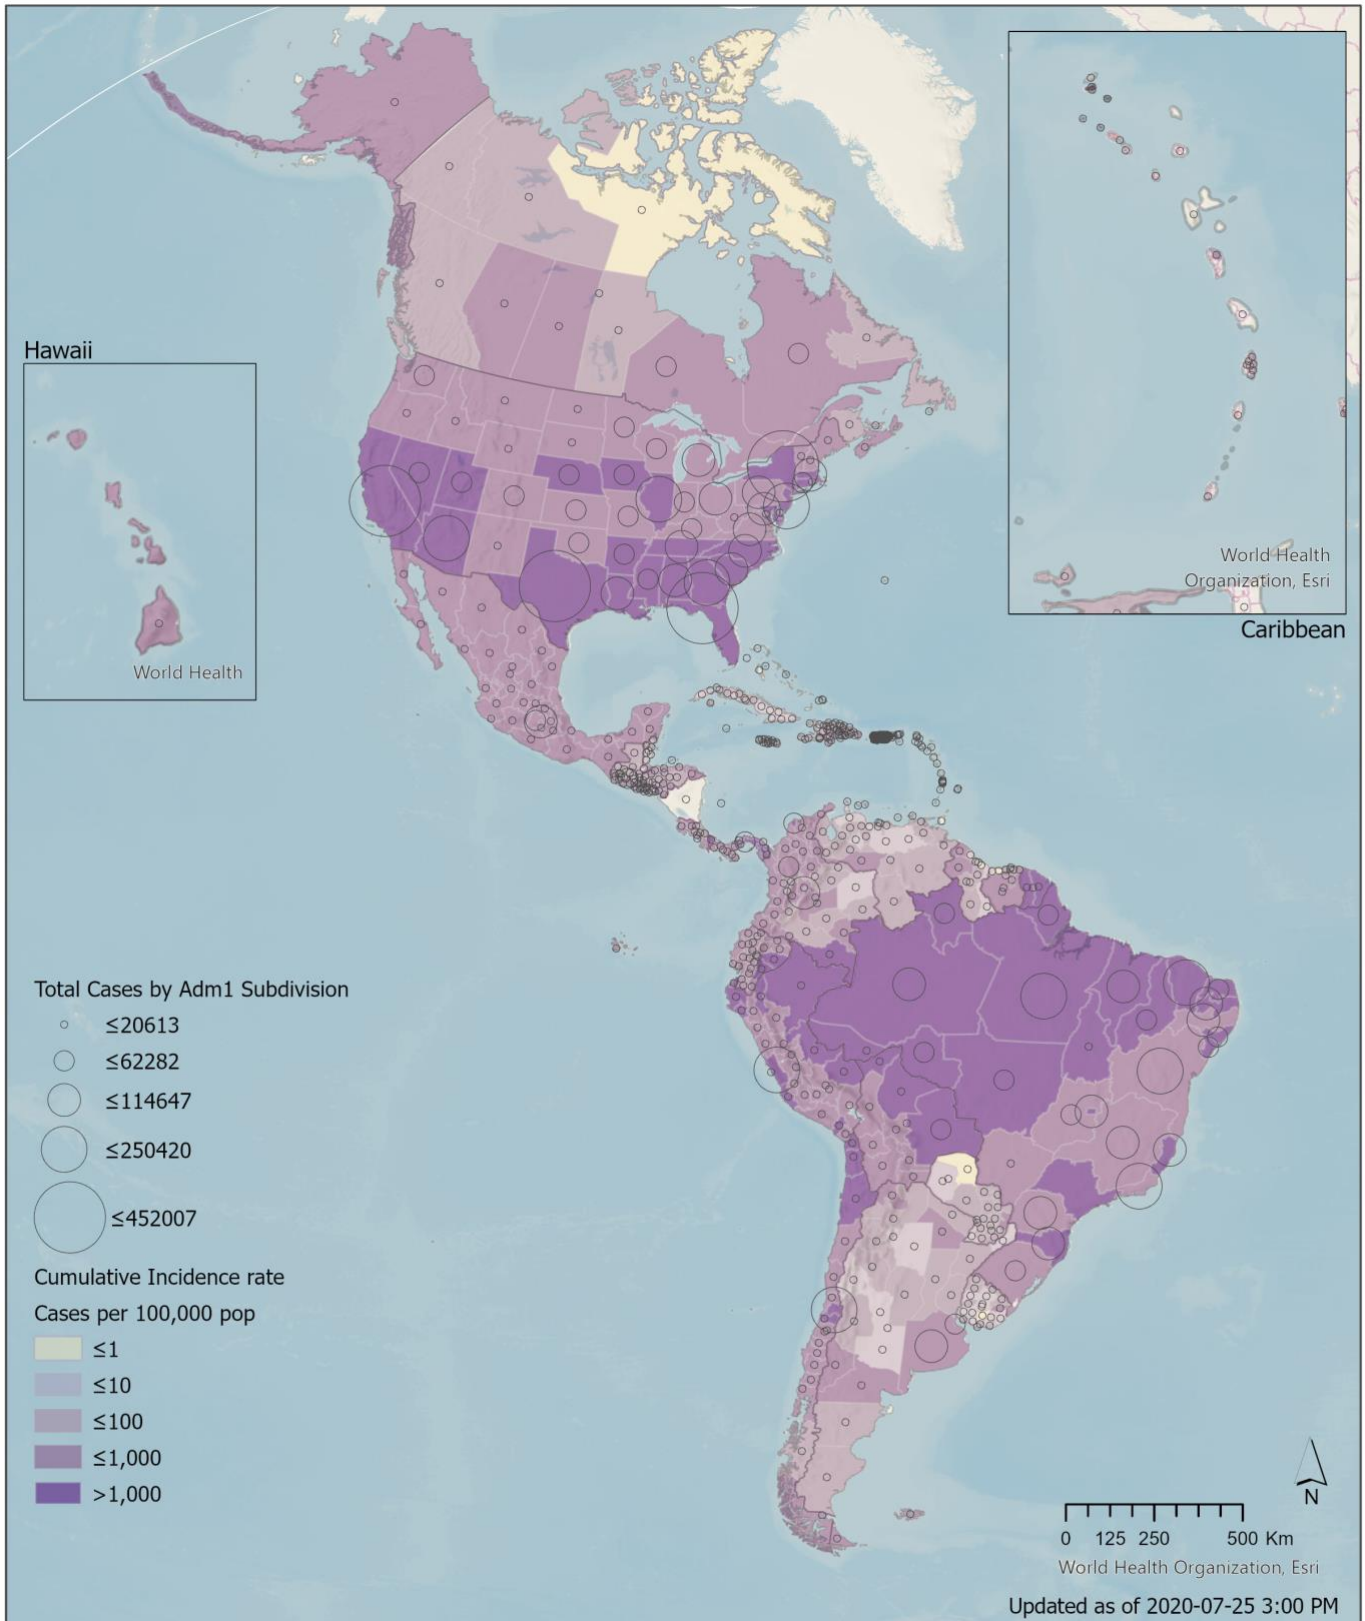 World Health
Organization, Esri
Caribbean
Hawaii
World Health
Total Cases by Adm1 Subdivision
≤20613
≤62282
≤114647
≤250420
≤452007
Cumulative Incidence rate
Cases per 100,000 pop
≤1
≤10
≤100
≤1,000
>1,000
N
0 125 250 500 Km
World Health Organization, Esri
Updated as of 2020-07-25 3:00 PM